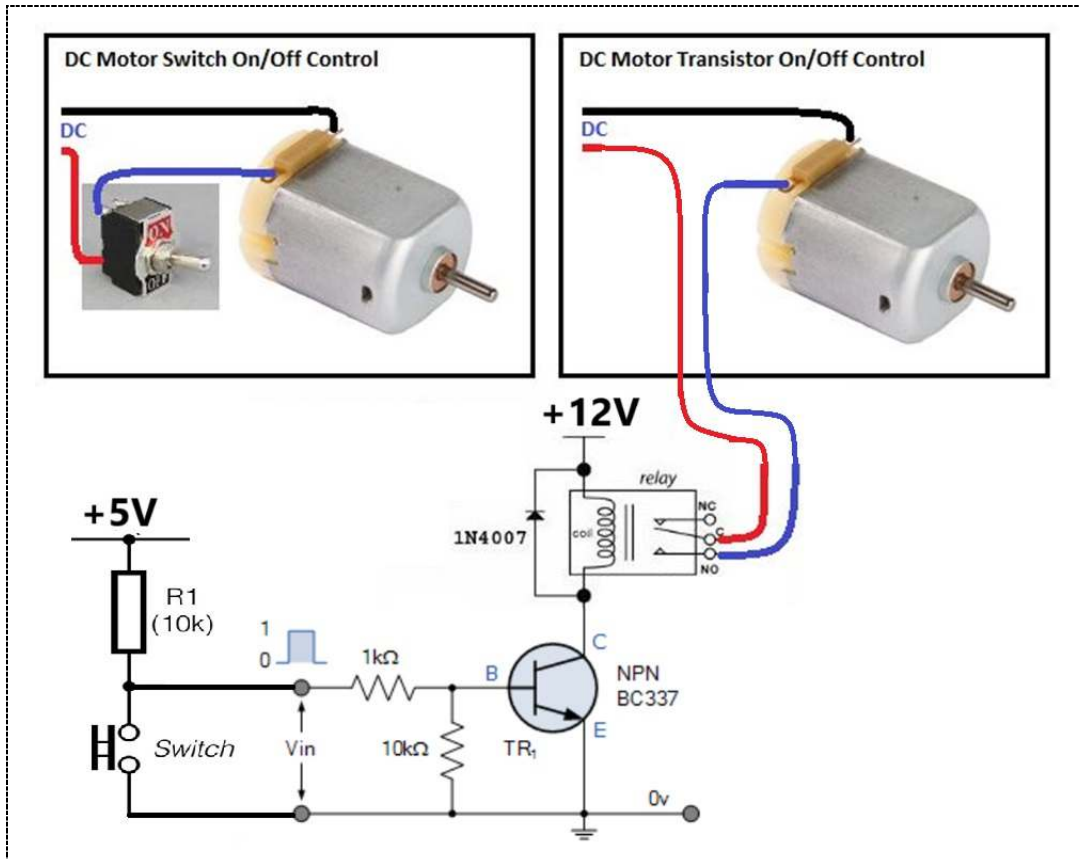 DC Motor Switch On/Off Control
DC
ON
OFF
DC Motor Transistor On/Off Control
DC
+12V
relay
NC
C
NO
coil
1N4007
+5V
R1
(10k)
1
0
1kΩ
B
C
NPN
BC337
E
TR₁
10kΩ
Switch
Vin
0v